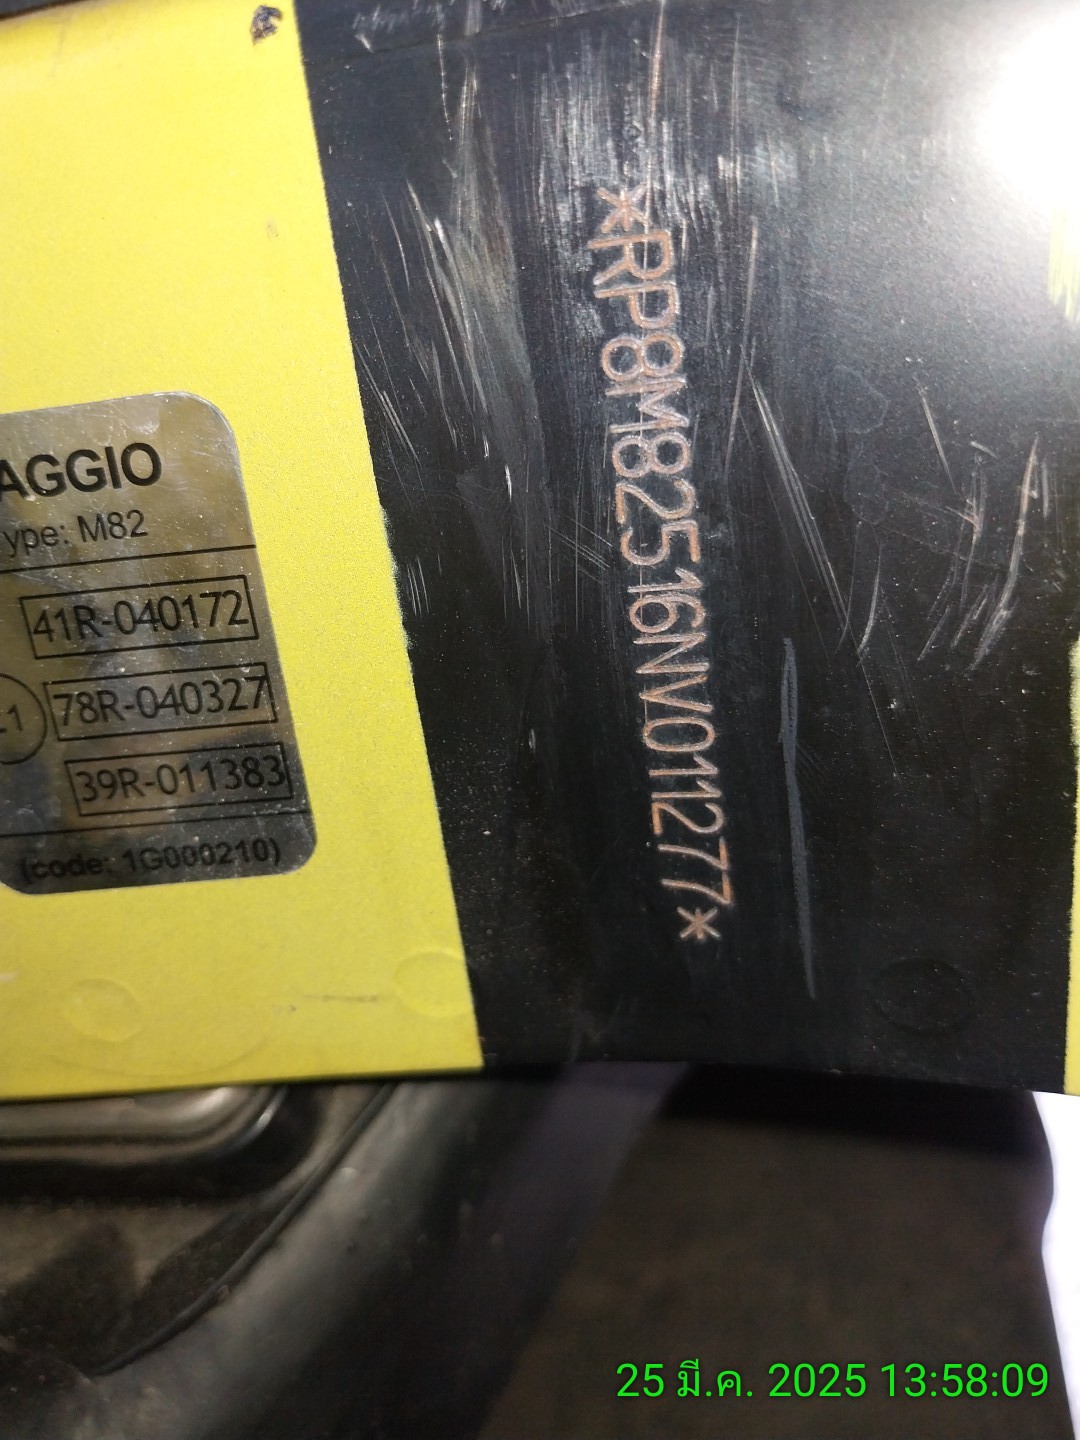 AGGIO
ype: M82
41R-040172
78R-040327
39R-011383
(code: 1G000210)
*RP8M82516NV011277*
25 มี.ค. 2025 13:58:09